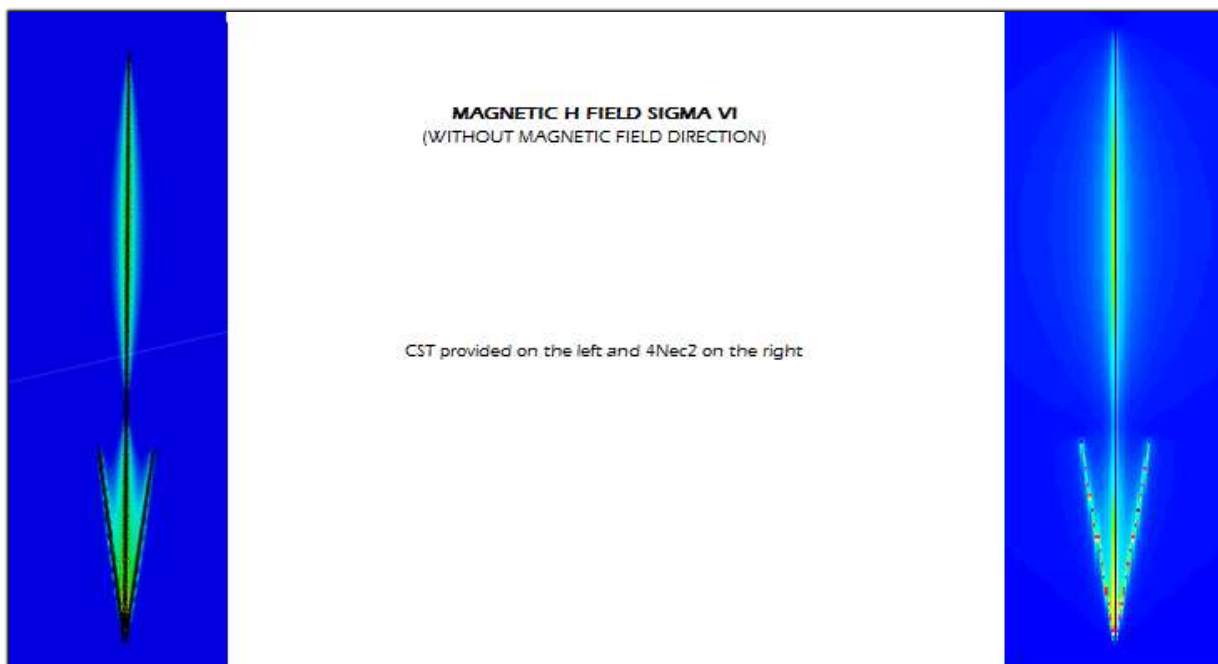 MAGNETIC H FIELD SIGMA VI
(WITHOUT MAGNETIC FIELD DIRECTION)
CST provided on the left and 4Nec2 on the right